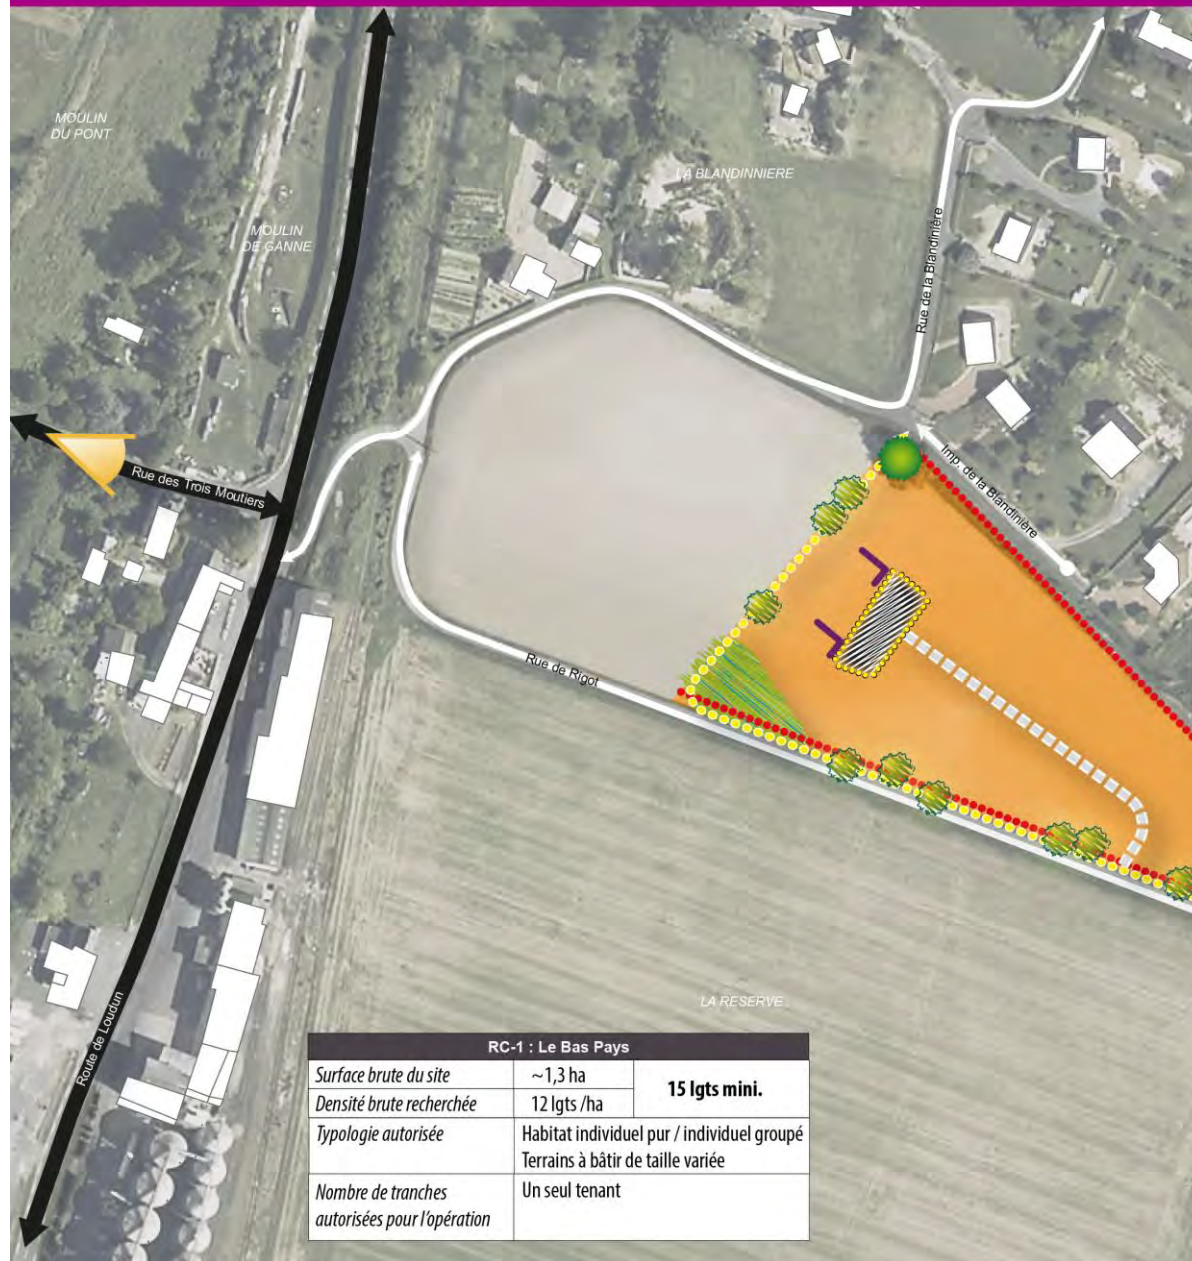 MOULIN
DU PONT
LA BLANDINNIERE
MOULIN
DE GANNE
Rue de la Blandinière
Rue des Trois Moutiers
Imp. de la Blandinière
Rue de Rigot
LA RESERVE
Route de Loudun
RC-1 : Le Bas Pays
Surface brute du site ~1,3 ha
15 lgts mini.
Densité brute recherchée 12 lgts /ha
Typologie autorisée Habitat individuel pur / individuel groupé
Terrains à bâtir de taille variée
Nombre de tranches Un seul tenant
autorisées pour l'opération